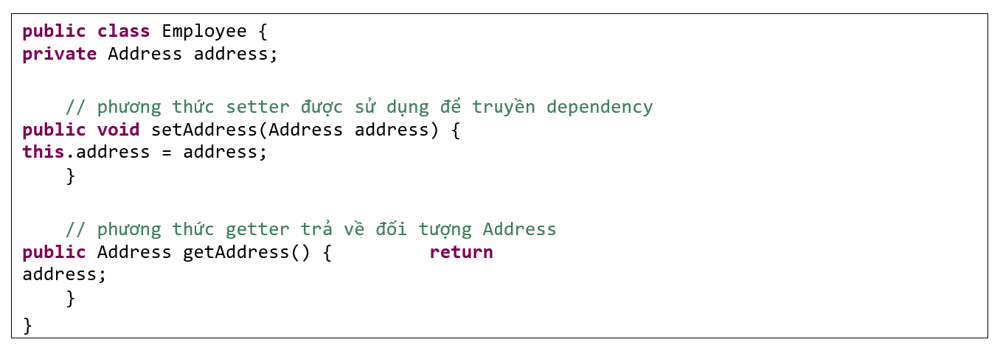 public class Employee {
private Address address;
// phương thức setter được sử dụng để truyền dependency
public void setAddress(Address address) {
this.address = address;
}
// phương thức getter trả về đối tượng Address
public Address getAddress() { return
address;
}
}